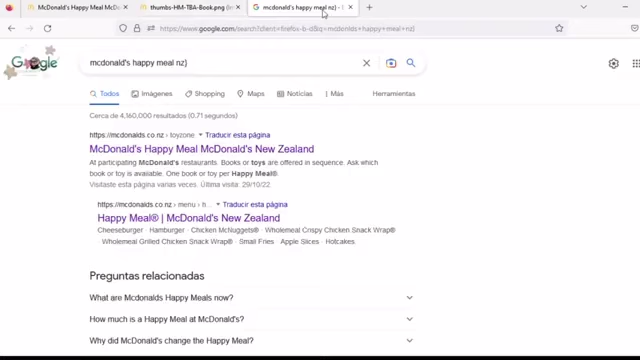 McDonald's Happy Meal McDo
thumbs-HM-TBA-Book.png
mcdonald's happy meal nz) - 
https://www.google.com/search?client=firefox-b-d&q=mcdonlds+happy+meal+nz)
Google
mcdonald's happy meal nz)
Todos
Imágenes
Shopping
Maps
Noticias
Más
Herramientas
Cerca de 4,160,000 resultados (0.71 segundos)
https://mcdonalds.co.nz › toyzone Traducir esta página
McDonald's Happy Meal McDonald's New Zealand
At participating McDonald's restaurants. Books or toys are offered in sequence. Ask which
book or toy is available. One book or toy per Happy Meal®.
Visitaste esta página varias veces. Última visita: 29/10/22
https://mcdonalds.co.nz › menu › h... Traducir esta página
Happy Meal® | McDonald's New Zealand
Cheeseburger · Hamburger · Chicken McNuggets® · Wholemeal Crispy Chicken Snack Wrap®
· Wholemeal Grilled Chicken Snack Wrap® · Small Fries · Apple Slices · Hotcakes
Preguntas relacionadas
What are McDonalds Happy Meals now?
How much is a Happy Meal at McDonald's?
Why did McDonald's change the Happy Meal?